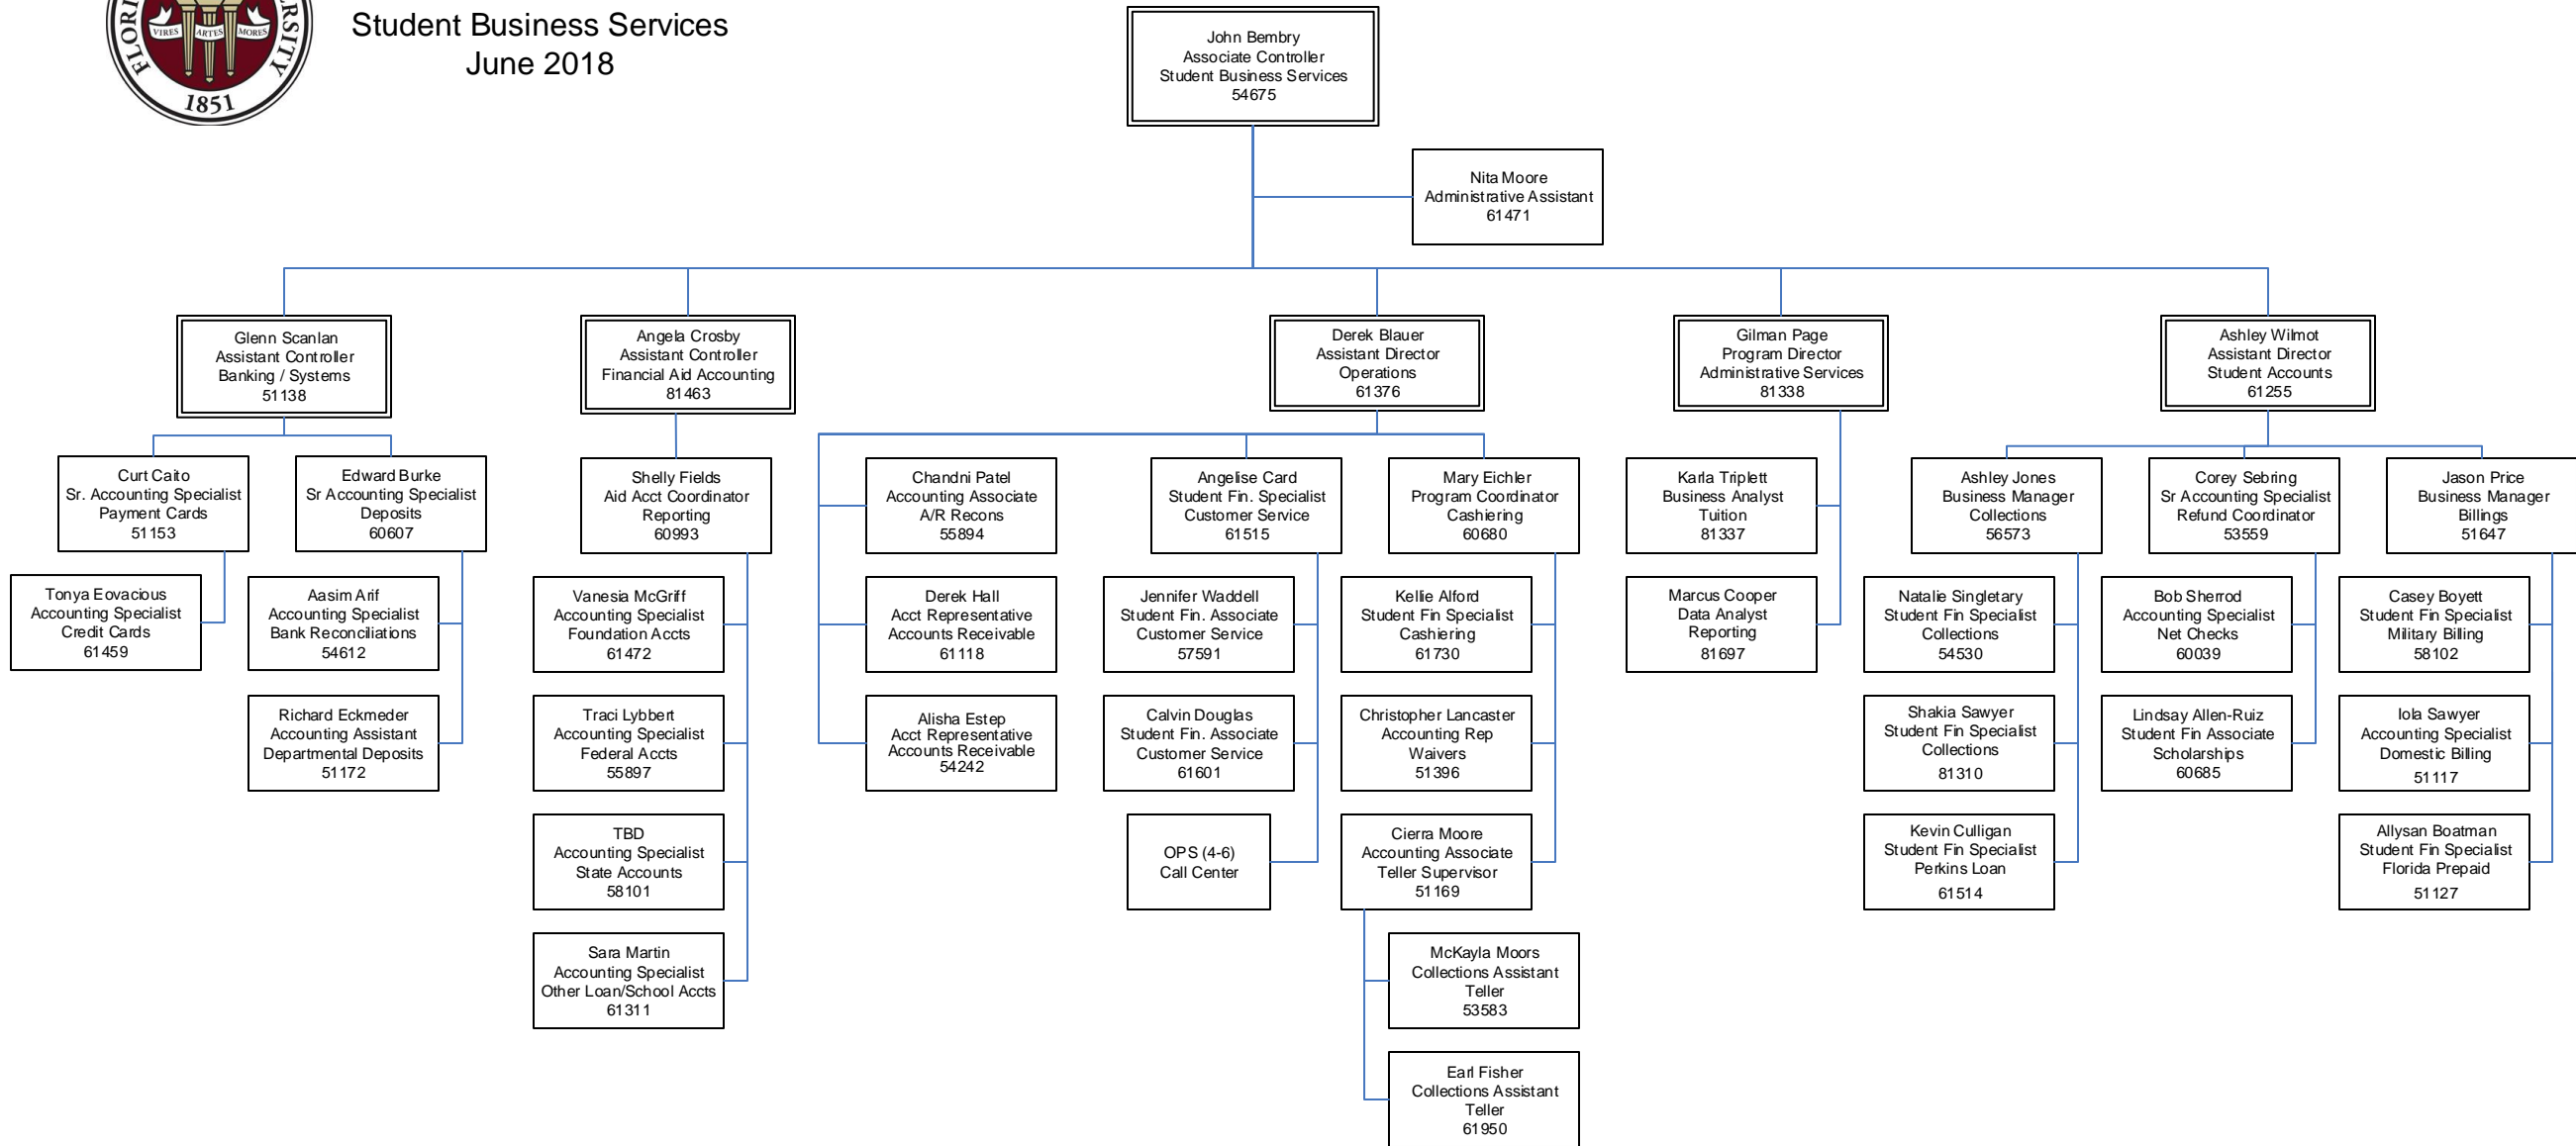 FLORI
RSITY
VIRES
ARTES
MORES
1851
Student Business Services
June 2018
John Bembry
Associate Controller
Student Business Services
54675
Nita Moore
Administrative Assistant
61471
Glenn Scanlan
Assistant Controller
Banking / Systems
51138
Angela Crosby
Assistant Controller
Financial Aid Accounting
81463
Derek Blauer
Assistant Director
Operations
61376
Gilman Page
Program Director
Administrative Services
81338
Ashley Wilmot
Assistant Director
Student Accounts
61255
Curt Caito
Sr. Accounting Specialist
Payment Cards
51153
Edward Burke
Sr Accounting Specialist
Deposits
60607
Shelly Fields
Aid Acct Coordinator
Reporting
60993
Chandni Patel
Accounting Associate
A/R Recons
55894
Angelise Card
Student Fin. Specialist
Customer Service
61515
Mary Eichler
Program Coordinator
Cashiering
60680
Karla Triplett
Business Analyst
Tuition
81337
Ashley Jones
Business Manager
Collections
56573
Corey Sebring
Sr Accounting Specialist
Refund Coordinator
53559
Jason Price
Business Manager
Billings
51647
Tonya Eovacious
Accounting Specialist
Credit Cards
61459
Aasim Arif
Accounting Specialist
Bank Reconciliations
54612
Vanesia McGriff
Accounting Specialist
Foundation Accts
61472
Derek Hall
Acct Representative
Accounts Receivable
61118
Jennifer Waddell
Student Fin. Associate
Customer Service
57591
Kellie Alford
Student Fin Specialist
Cashiering
61730
Marcus Cooper
Data Analyst
Reporting
81697
Natalie Singletary
Student Fin Specialist
Collections
54530
Bob Sherrod
Accounting Specialist
Net Checks
60039
Casey Boyett
Student Fin Specialist
Military Billing
58102
Richard Eckmeder
Accounting Assistant
Departmental Deposits
51172
Traci Lybbert
Accounting Specialist
Federal Accts
55897
Alisha Estep
Acct Representative
Accounts Receivable
54242
Calvin Douglas
Student Fin. Associate
Customer Service
61601
Christopher Lancaster
Accounting Rep
Waivers
51396
Shakia Sawyer
Student Fin Specialist
Collections
81310
Lindsay Allen-Ruiz
Student Fin Associate
Scholarships
60685
Iola Sawyer
Accounting Specialist
Domestic Billing
51117
TBD
Accounting Specialist
State Accounts
58101
OPS (4-6)
Call Center
Cierra Moore
Accounting Associate
Teller Supervisor
51169
Kevin Culligan
Student Fin Specialist
Perkins Loan
61514
Allysan Boatman
Student Fin Specialist
Florida Prepaid
51127
Sara Martin
Accounting Specialist
Other Loan/School Accts
61311
McKayla Moors
Collections Assistant
Teller
53583
Earl Fisher
Collections Assistant
Teller
61950